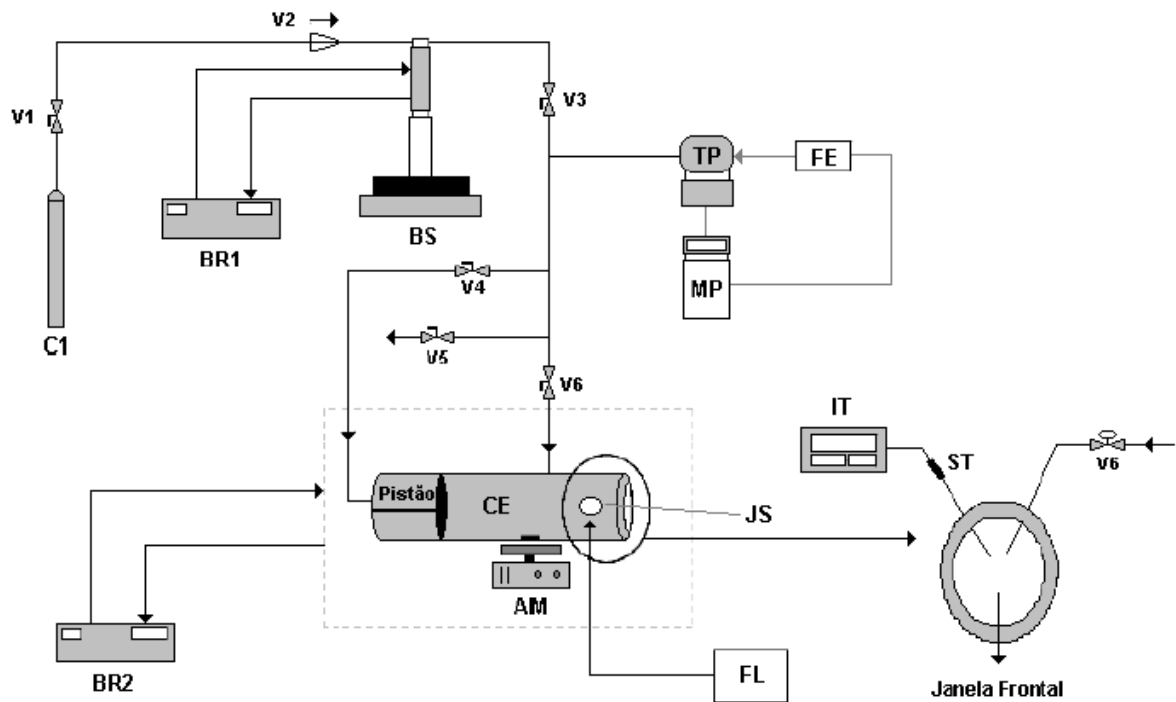 V2
V1
V3
TP
FE
BS
BR1
MP
V4
C1
V5
V6
IT
ST
V6
Pistão
CE
JS
AM
BR2
FL
Janela Frontal